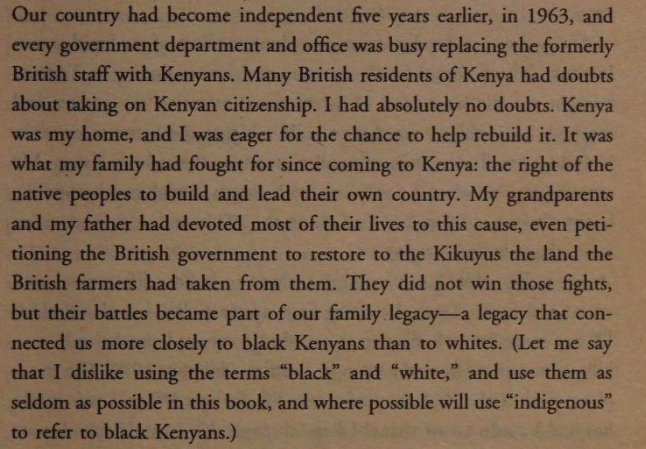 Our country had become independent five years earlier, in 1963, and
every government department and office was busy replacing the formerly
British staff with Kenyans. Many British residents of Kenya had doubts
about taking on Kenyan citizenship. I had absolutely no doubts. Kenya
was my home, and I was eager for the chance to help rebuild it. It was
what my family had fought for since coming to Kenya: the right of the
native peoples to build and lead their own country. My grandparents
and my father had devoted most of their lives to this cause, even peti-
tioning the British government to restore to the Kikuyus the land the
British farmers had taken from them. They did not win those fights,
but their battles became part of our family legacy—a legacy that con-
nected us more closely to black Kenyans than to whites. (Let me say
that I dislike using the terms “black” and “white,” and use them as
seldom as possible in this book, and where possible will use “indigenous”
to refer to black Kenyans.)